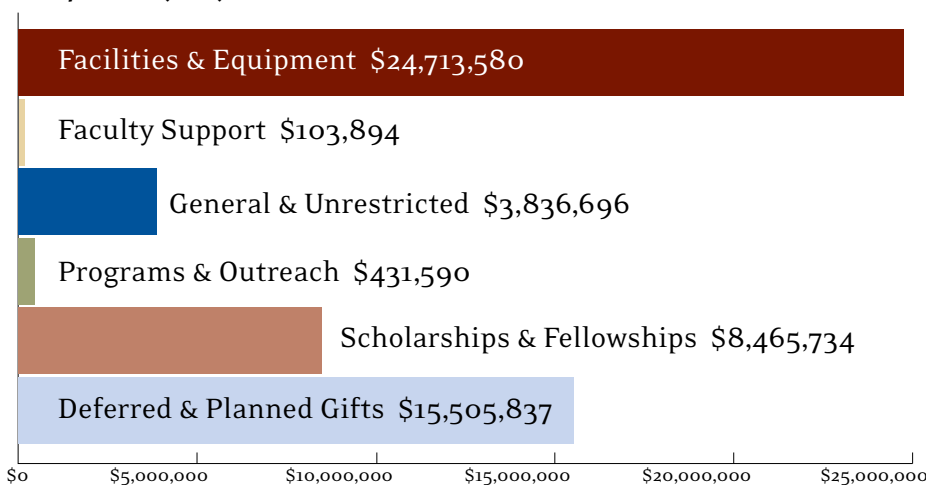 Facilities & Equipment $24,713,580
Faculty Support $103,894
General & Unrestricted $3,836,696
Programs & Outreach $431,590
Scholarships & Fellowships $8,465,734
Deferred & Planned Gifts $15,505,837
$0 $5,000,000 $10,000,000 $15,000,000 $20,000,000 $25,000,000